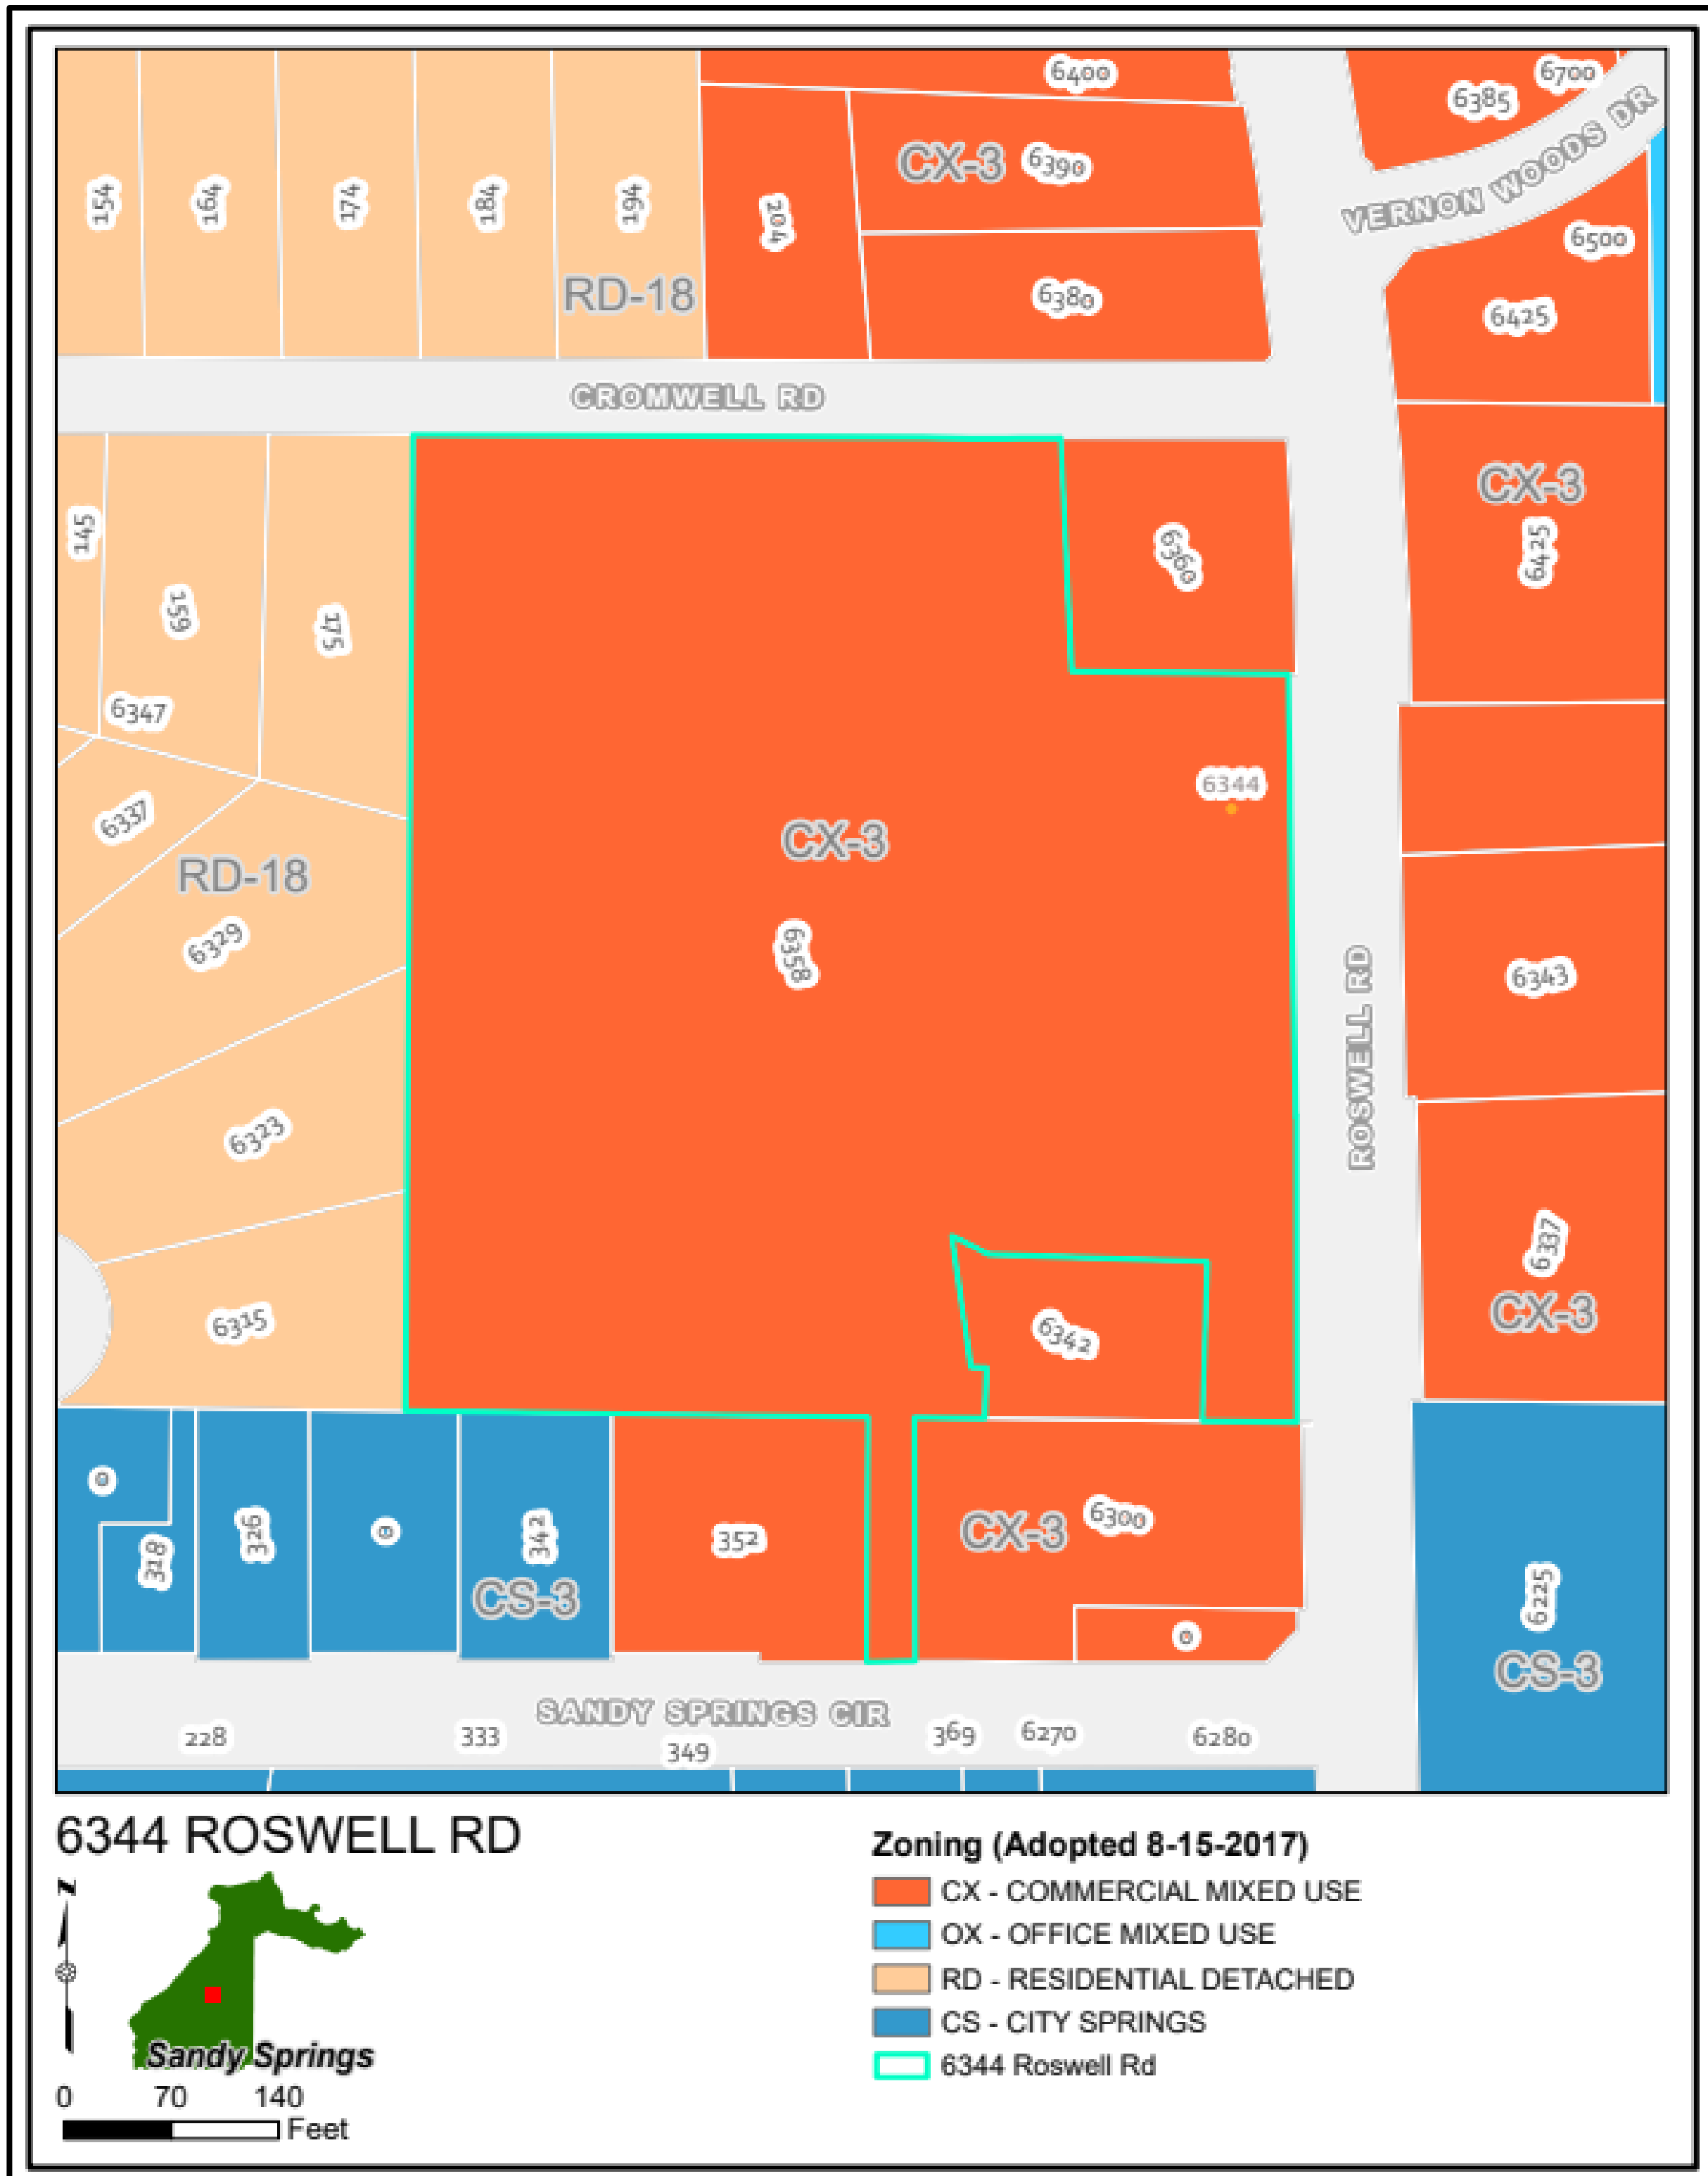 6400
6700
6385
VERNON WOODS DR
CX-3
6390
154
164
174
184
194
204
6500
RD-18
6380
6425
CROMWELL RD
CX-3
145
6360
6425
159
175
6347
6344
6337
CX-3
RD-18
6329
6358
6343
ROSWELL RD
6323
6337
6315
6342
CX-3
0
318
326
0
342
352
CX-3
6300
CS-3
6225
0
CS-3
SANDY SPRINGS CIR
228
333
349
369
6270
6280
6344 ROSWELL RD
Zoning (Adopted 8-15-2017)
CX - COMMERCIAL MIXED USE
OX - OFFICE MIXED USE
RD - RESIDENTIAL DETACHED
CS - CITY SPRINGS
6344 Roswell Rd
N
Sandy Springs
0 70 140
Feet